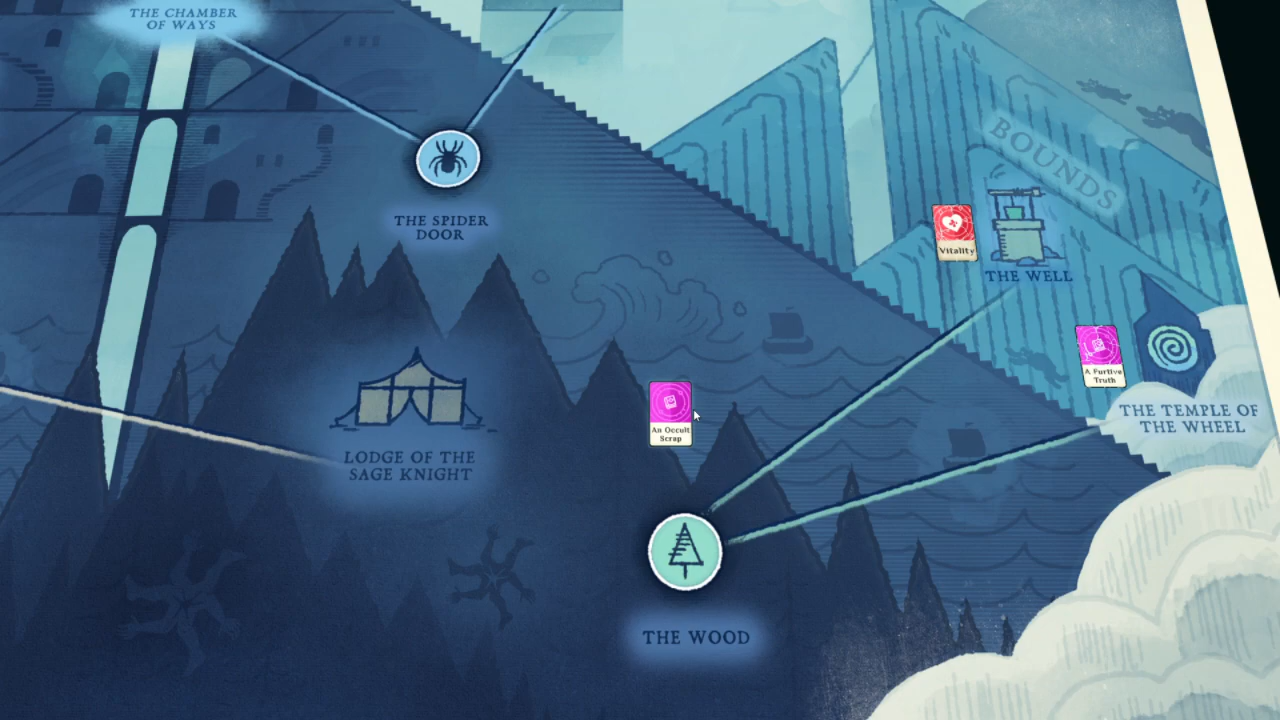 THE CHAMBER
OF WAYS
THE SPIDER
DOOR
BOUNDS
Vitality
THE WELL
A Furtive
Truth
THE TEMPLE OF
THE WHEEL
An Occult
Scrap
LODGE OF THE
SAGE KNIGHT
THE WOOD